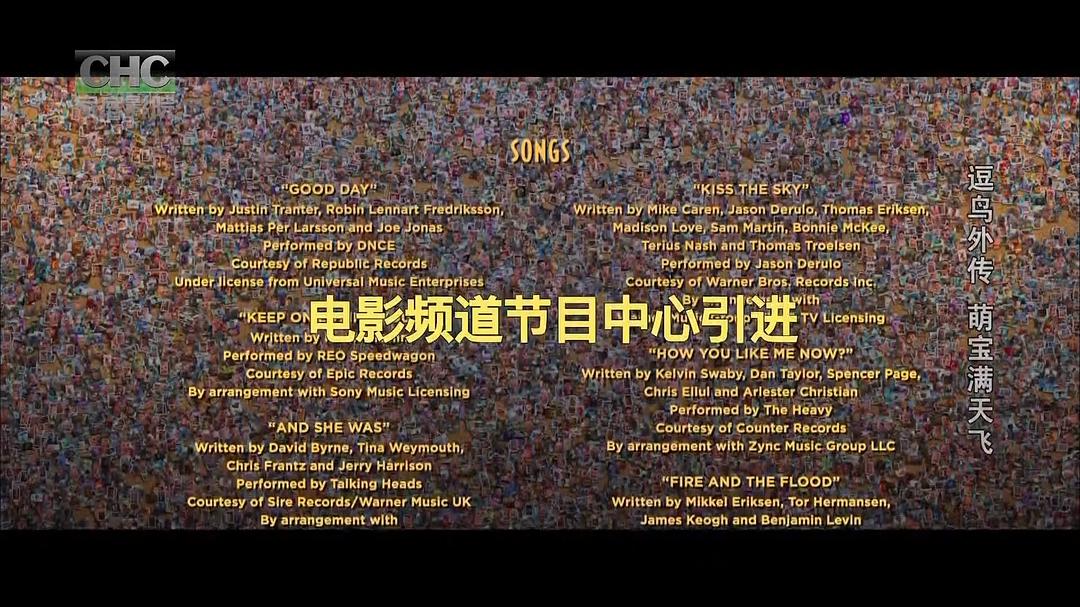 CHC
SONGS
“GOOD DAY”
Written by Justin Tranter, Robin Lennart Fredriksson,
Mattias Per Larsson and Joe Jonas
Performed by DNCE
Courtesy of Republic Records
Under license from Universal Music Enterprises
“KEEP ON
Written by
Performed by REO Speedwagon
Courtesy of Epic Records
By arrangement with Sony Music Licensing
“AND SHE WAS”
Written by David Byrne, Tina Weymouth,
Chris Frantz and Jerry Harrison
Performed by Talking Heads
Courtesy of Sire Records/Warner Music UK
By arrangement with
“KISS THE SKY”
Written by Mike Caren, Jason Derulo, Thomas Eriksen,
Madison Love, Sam Martin, Bonnie McKee,
Terius Nash and Thomas Troelsen
Performed by Jason Derulo
Courtesy of Warner Bros. Records Inc.
By with
TV Licensing
“HOW YOU LIKE ME NOW?”
Written by Kelvin Swaby, Dan Taylor, Spencer Page,
Chris Ellul and Arlester Christian
Performed by The Heavy
Courtesy of Counter Records
By arrangement with Zync Music Group LLC
“FIRE AND THE FLOOD”
Written by Mikkel Eriksen, Tor Hermansen,
James Keogh and Benjamin Levin
电影频道节目中心引进
逗鸟外传 萌宝满天飞